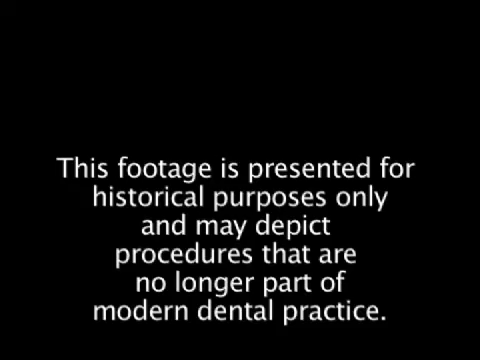 This footage is presented for
historical purposes only
and may depict
procedures that are
no longer part of
modern dental practice.